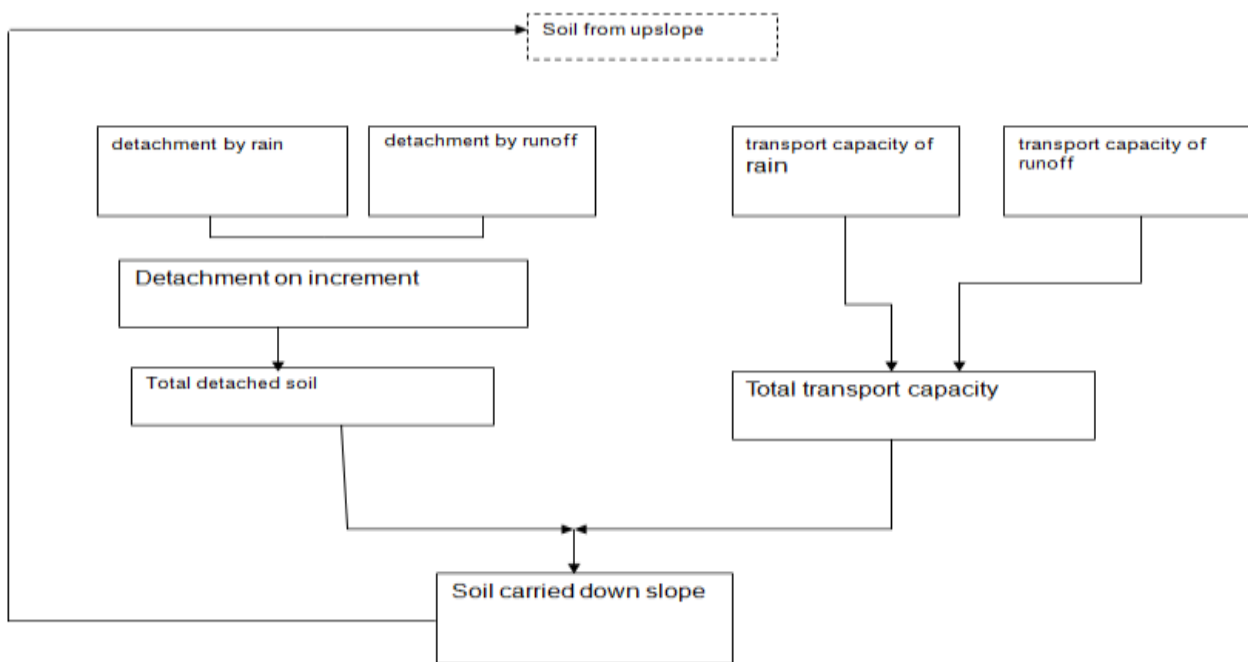 Soil from upslope
detachment by rain
detachment by runoff
transport capacity of
rain
transport capacity of
runoff
Detachment on increment
Total detached soil
Total transport capacity
Soil carried down slope